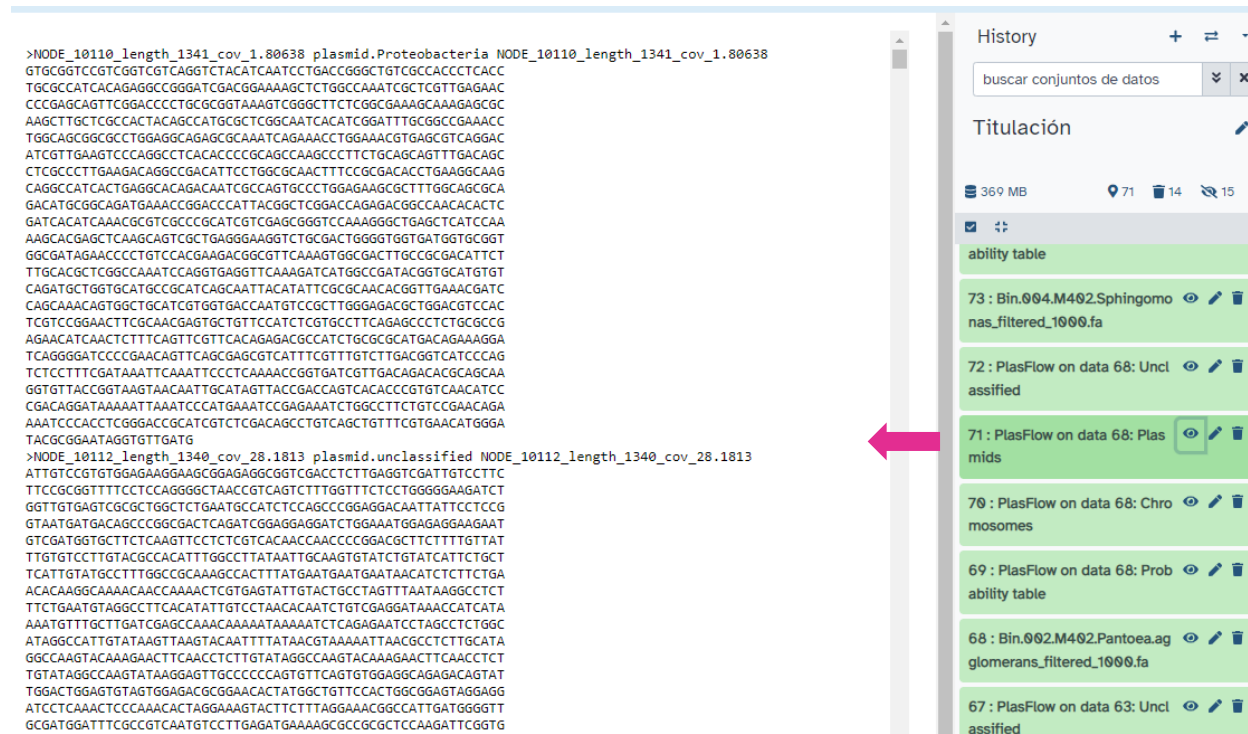 >NODE_10110_length_1341_cov_1.80638 plasmid.Proteobacteria NODE_10110_length_1341_cov_1.80638
GTGCGGTCCGTCGGTCGTCAGGTCTACATCAATCCTGACCGGGCTGTCGCCACCCTCACC
TGCGCCATCACAGAGGCCGGGATCGACGGAAAAGCTCTGGCCAAATCGCTCGTTGAGAAC
CCCGAGCAGTTCGGACCCCTGCGCGGTAAAGTCGGGCTTCTCGGCGAAAGCAAAGAGCGC
AAGCTTGCTCGCCACTACAGCCATGCGCTCGGCAATCACATCGGATTTGCGGCCGAAACC
TGGCAGCGGCGCCTGGAGGCAGAGCGCAAATCAGAAACCTGGAAACGTGAGCGTCAGGAC
ATCGTTGAAGTCCCAGGCCTCACACCCCGCAGCCAAGCCCTTCTGCAGCAGTTTGACAGC
CTCGCCCTTGAAGACAGGCCGACATTCCTGGCGCAACTTTCCGCGACACCTGAAGGCAAG
CAGGCCATCACTGAGGCACAGACAATCGCCAGTGCCCTGGAGAAGCGCTTTGGCAGCGCA
GACATGCGGCAGATGAAACCGGACCCATTACGGCTCGGACCAGAGACGGCCAACACACTC
GATCACATCAAACGCGTCGCCCGCATCGTCGAGCGGGTCCAAAGGGCTGAGCTCATCCAA
AAGCACGAGCTCAAGCAGTCGCTGAGGGAAGGTCTGCGACTGGGGTGGTGATGGTGCGGT
GGCGATAGAACCCCTGTCCACGAAGACGGCGTTCAAAGTGGCGACTTGCCGCGACATTCT
TTGCACGCTCGGCCAAATCCAGGTGAGGTTCAAAGATCATGGCCGATACGGTGCATGTGT
CAGATGCTGGTGCATGCCGCATCAGCAATTACATATTCGCGCAACACGGTTGAAACGATC
CAGCAAACAGTGGCTGCATCGTGGTGACCAATGTCCGCTTGGGAGACGCTGGACGTCCAC
TCGTCCGGAACTTCGCAACGAGTGCTGTTCCATCTCGTGCCTTCAGAGCCCTCTGCGCCG
AGAACATCAACTCTTTCAGTTCGTTCACAGAGACGCCATCTGCGCGCATGACAGAAAGGA
TCAGGGGATCCCCGAACAGTTCAGCGAGCGTCATTTCGTTTGTCTTGACGGTCATCCCAG
TCTCCTTTCGATAAATTCAAATTCCCTCAAAACCGGTGATCGTTGACAGACACGCAGCAA
GGTGTTACCGGTAAGTAACAATTGCATAGTTACCGACCAGTCACACCCGTGTCAACATCC
CGACAGGATAAAAATTAAATCCCATGAAATCCGAGAAATCTGGCCTTCTGTCCGAACAGA
AAATCCCACCTCGGGACCGCATCGTCTCGACAGCCTGTCAGCTGTTTCGTGAACATGGGA
TACGCGGAATAGGTGTTGATG
>NODE_10112_length_1340_cov_28.1813 plasmid.unclassified NODE_10112_length_1340_cov_28.1813
ATTGTCCGTGTGGAGAAGGAAGCGGAGAGGCGGTCGACCTCTTGAGGTCGATTGTCCTTC
TTCCGCGGTTTTCCTCCAGGGGCTAACCGTCAGTCTTTGGTTTCTCCTGGGGGAAGATCT
GGTTGTGAGTCGCGCTGGCTCTGAATGCCATCTCCAGCCCGGAGGACAATTATTCCTCCG
GTAATGATGACAGCCCGGCGACTCAGATCGGAGGAGGATCTGGAAATGGAGAGGAAGAAT
GTCGATGGTGCTTCTCAAGTTCCTCTCGTCACAACCAACCCCGGACGCTTCTTTTGTTAT
TTGTGTCCTTGTACGCCACATTTGGCCTTATAATTGCAAGTGTATCTGTATCATTCTGCT
TCATTGTATGCCTTTGGCCGCAAAGCCACTTTATGAATGAATGAATAACATCTCTTCTGA
ACACAAGGCAAAACAACCAAAACTCGTGAGTATTGTACTGCCTAGTTTAATAAGGCCTCT
TTCTGAATGTAGGCCTTCACATATTGTCCTAACACAATCTGTCGAGGATAAACCATCATA
AAATGTTTGCTTGATCGAGCCAAACAAAAATAAAAATCTCAGAGAATCCTAGCCTCTGGC
ATAGGCCATTGTATAAGTTAAGTACAATTTTATAACGTAAAAATTAACGCCTCTTGCATA
GGCCAAGTACAAAGAACTTCAACCTCTTGTATAGGCCAAGTACAAAGAACTTCAACCTCT
TGTATAGGCCAAGTATAAGGAGTTGCCCCCCAGTGTTCAGTGTGGAGGCAGAGACAGTAT
TGGACTGGAGTGTAGTGGAGACGCGGAACACTATGGCTGTTCCACTGGCGGAGTAGGAGG
ATCCTCAAACTCCCAAACACTAGGAAAGTACTTCTTTAGGAAACGGCCATTGATGGGGTT
GCGATGGATTTCGCCGTCAATGTCCTTGAGATGAAAAGCGCCGCGCTCCAAGATTCGGTG
History
buscar conjuntos de datos
Titulación
369 MB 71 14 15
ability table
73 : Bin.004.M402.Sphingomo
nas_filtered_1000.fa
72 : PlasFlow on data 68: Uncl
assified
71 : PlasFlow on data 68: Plas
mids
70 : PlasFlow on data 68: Chro
mosomes
69 : PlasFlow on data 68: Prob
ability table
68 : Bin.002.M402.Pantoea.ag
glomerans_filtered_1000.fa
67 : PlasFlow on data 63: Uncl
assified